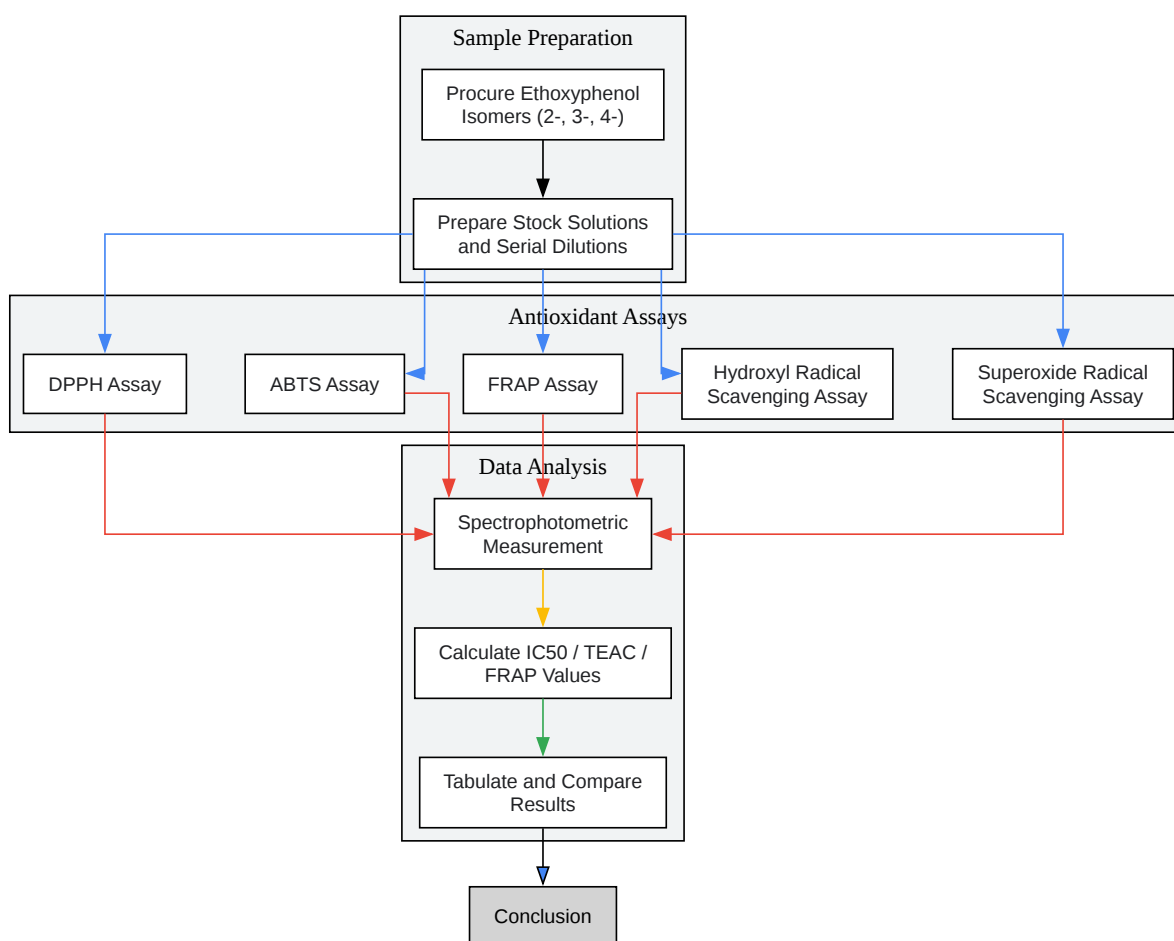 Sample Preparation
Procure Ethoxyphenol
Isomers (2-, 3-, 4-)
Prepare Stock Solutions
and Serial Dilutions
Antioxidant Assays
DPPH Assay
ABTS Assay
FRAP Assay
Hydroxyl Radical
Scavenging Assay
Superoxide Radical
Scavenging Assay
Data Analysis
Spectrophotometric
Measurement
Calculate IC50 / TEAC /
FRAP Values
Tabulate and Compare
Results
Conclusion